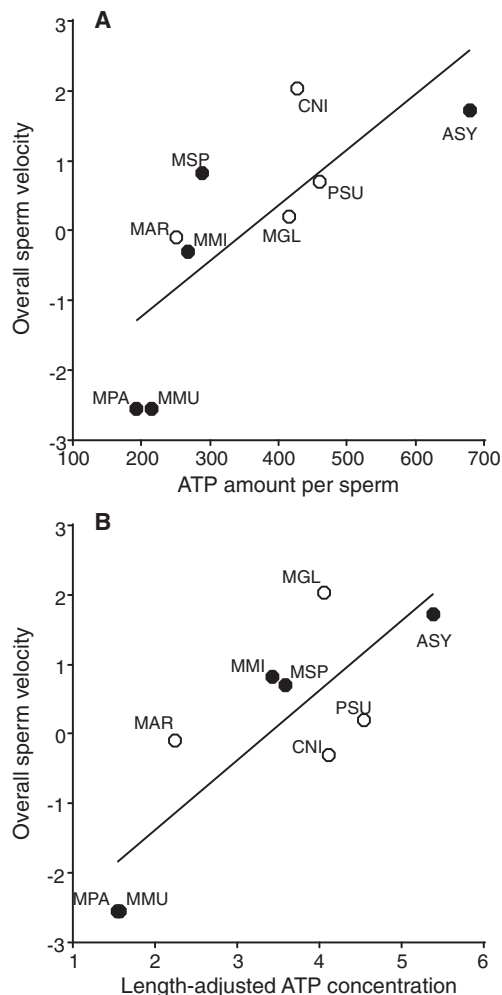 A
3
2
1
0
-1
-2
-3
Overall sperm velocity
CNI
ASY
MSP
PSU
MAR
MMI
MGL
MPA MMU
100 200 300 400 500 600 700
ATP amount per sperm
B
3
2
1
0
-1
-2
-3
Overall sperm velocity
MGL
ASY
MMI MSP
PSU
MAR
CNI
MPA MMU
1 2 3 4 5 6
Length-adjusted ATP concentration